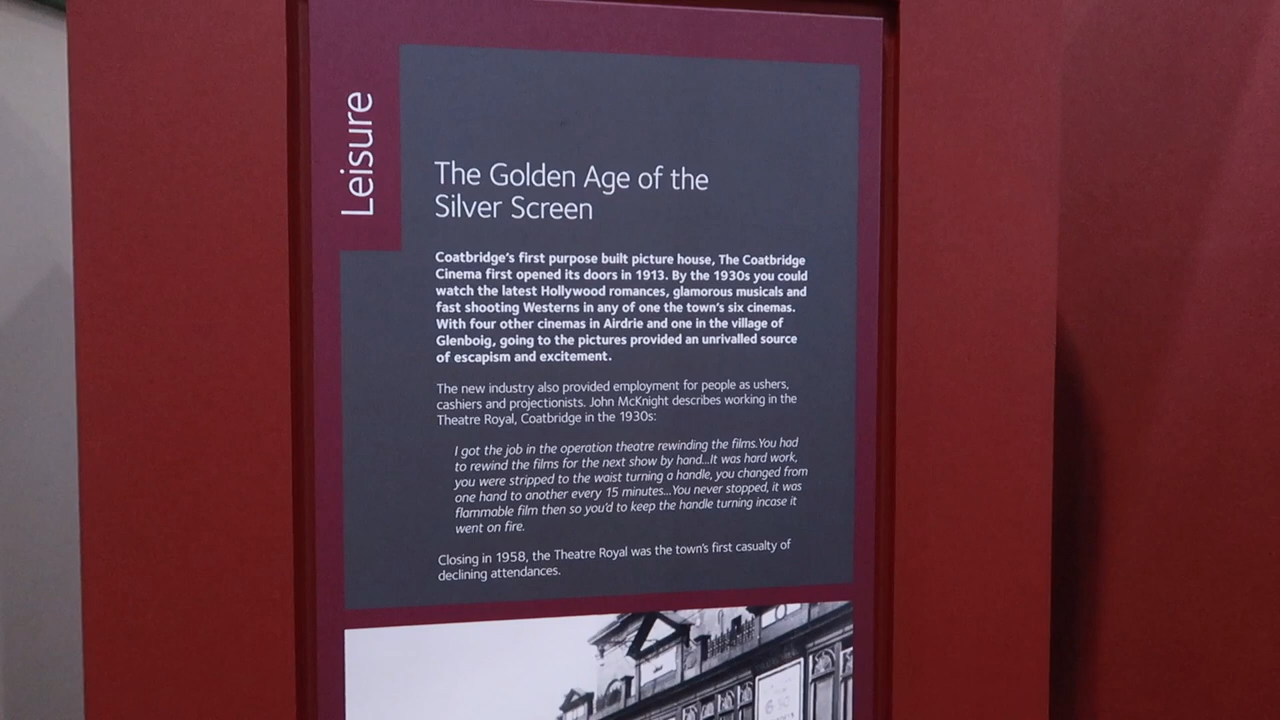 Leisure
The Golden Age of the
Silver Screen
Coatbridge's first purpose built picture house, The Coatbridge
Cinema first opened its doors in 1913. By the 1930s you could
watch the latest Hollywood romances, glamorous musicals and
fast shooting Westerns in any of one the town's six cinemas.
With four other cinemas in Airdrie and one in the village of
Glenboig, going to the pictures provided an unrivalled source
of escapism and excitement.
The new industry also provided employment for people as ushers,
cashiers and projectionists. John McKnight describes working in the
Theatre Royal, Coatbridge in the 1930s:
I got the job in the operation theatre rewinding the films.You had
to rewind the films for the next show by hand...It was hard work,
you were stripped to the waist turning a handle, you changed from
one hand to another every 15 minutes...You never stopped, it was
flammable film then so you'd to keep the handle turning incase it
went on fire.
Closing in 1958, the Theatre Royal was the town's first casualty of
declining attendances.